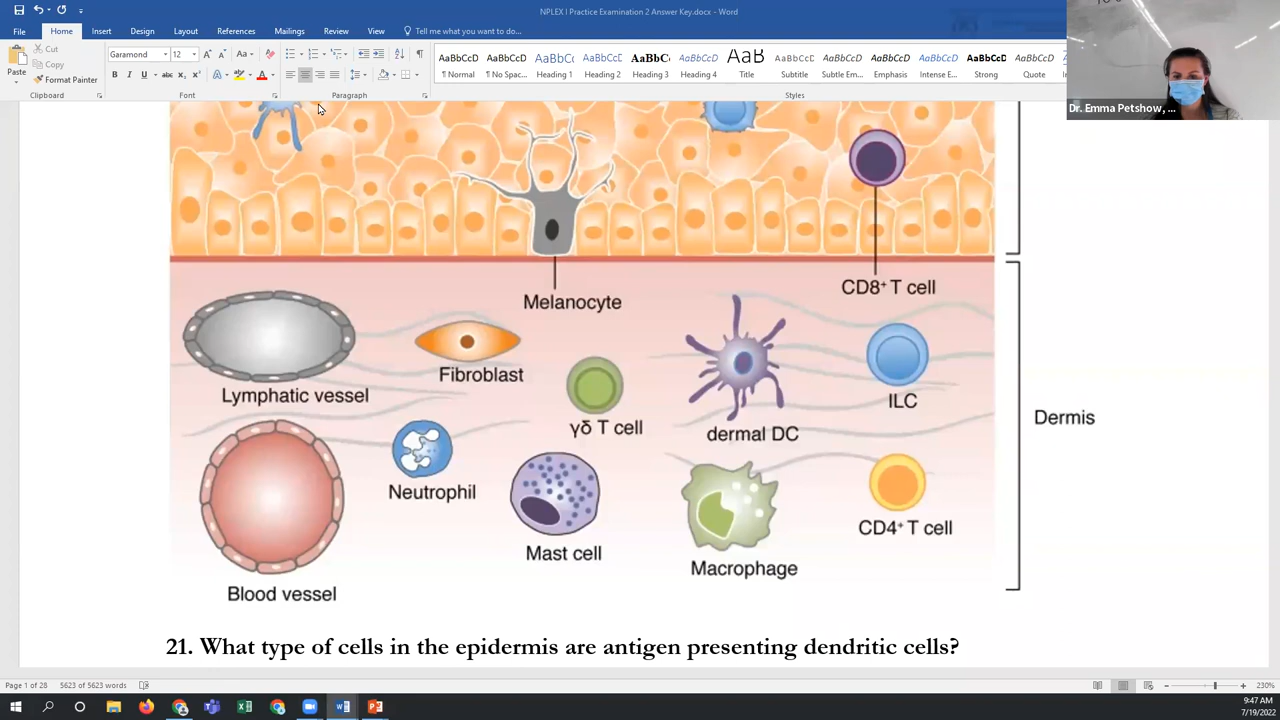 NPLEX I Practice Examination 2 Answer Key.docx - Word
File Home Insert Design Layout References Mailings Review View Tell me what you want to do...
Paste
Cut
Copy
Format Painter
Clipboard
Garamond 12
Font
Paragraph
AaBbCcD AaBbCcD AaBbC AaBbCcC AaBbC AaBbCcD AaB AaBbCcC AaBbCcD AaBbCcD AaBbCcD AaBbCcD AaBbCcD
¶ Normal ¶ No Spac... Heading 1 Heading 2 Heading 3 Heading 4 Title Subtitle Subtle Em... Emphasis Intense E... Strong Quote
Styles
Dr. Emma Petshow, ...
CD8⁺ T cell
Melanocyte
Fibroblast
Lymphatic vessel
ILC
γδ T cell
dermal DC
Dermis
Neutrophil
CD4⁺ T cell
Mast cell
Macrophage
Blood vessel
21. What type of cells in the epidermis are antigen presenting dendritic cells?
Page 1 of 28 5623 of 5623 words
230%
9:47 AM
7/19/2022